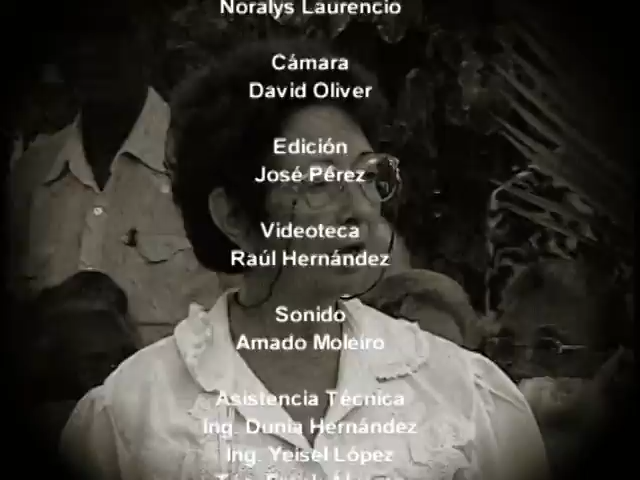 Noralys Laurencio
Cámara
David Oliver
Edición
José Pérez
Videoteca
Raúl Hernández
Sonido
Amado Moleiro
Asistencia Técnica
Ing. Dunia Hernández
Ing. Yeisel López